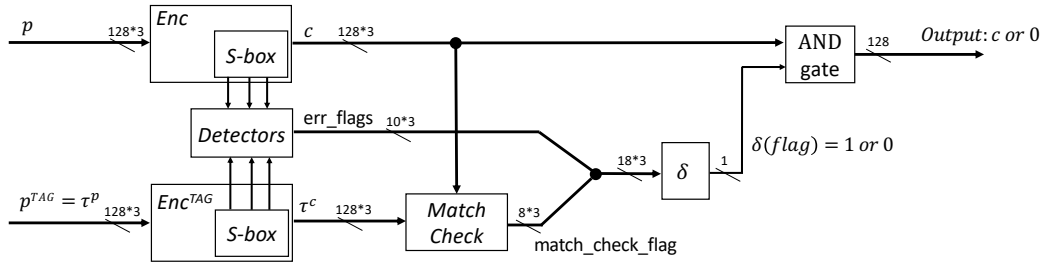 Enc
p
128*3
S-box
c
128*3
AND
gate
128
Output: c or 0
Detectors
err_flags
10*3
δ(flag) = 1 or 0
18*3
δ
1
p^{TAG} = τ^p
128*3
Enc^{TAG}
S-box
τ^c
128*3
Match
Check
8*3
match_check_flag